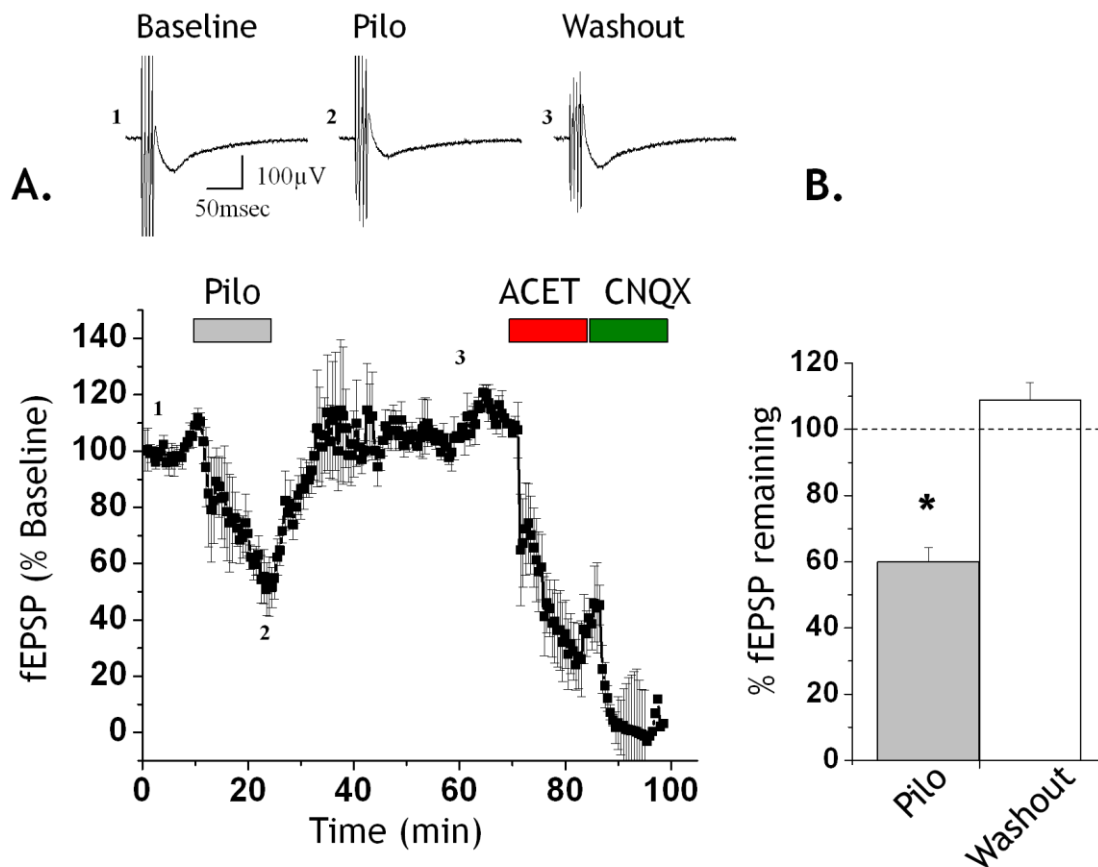 Baseline Pilo Washout
1 2 3
A. B.
100µV
50msec
Pilo ACET CNQX
140
120
100
80
60
40
20
0
fEPSP (% Baseline)
1 2 3
0 20 40 60 80 100
Time (min)
140
120
100
80
60
40
20
0
% fEPSP remaining
*
Pilo Washout